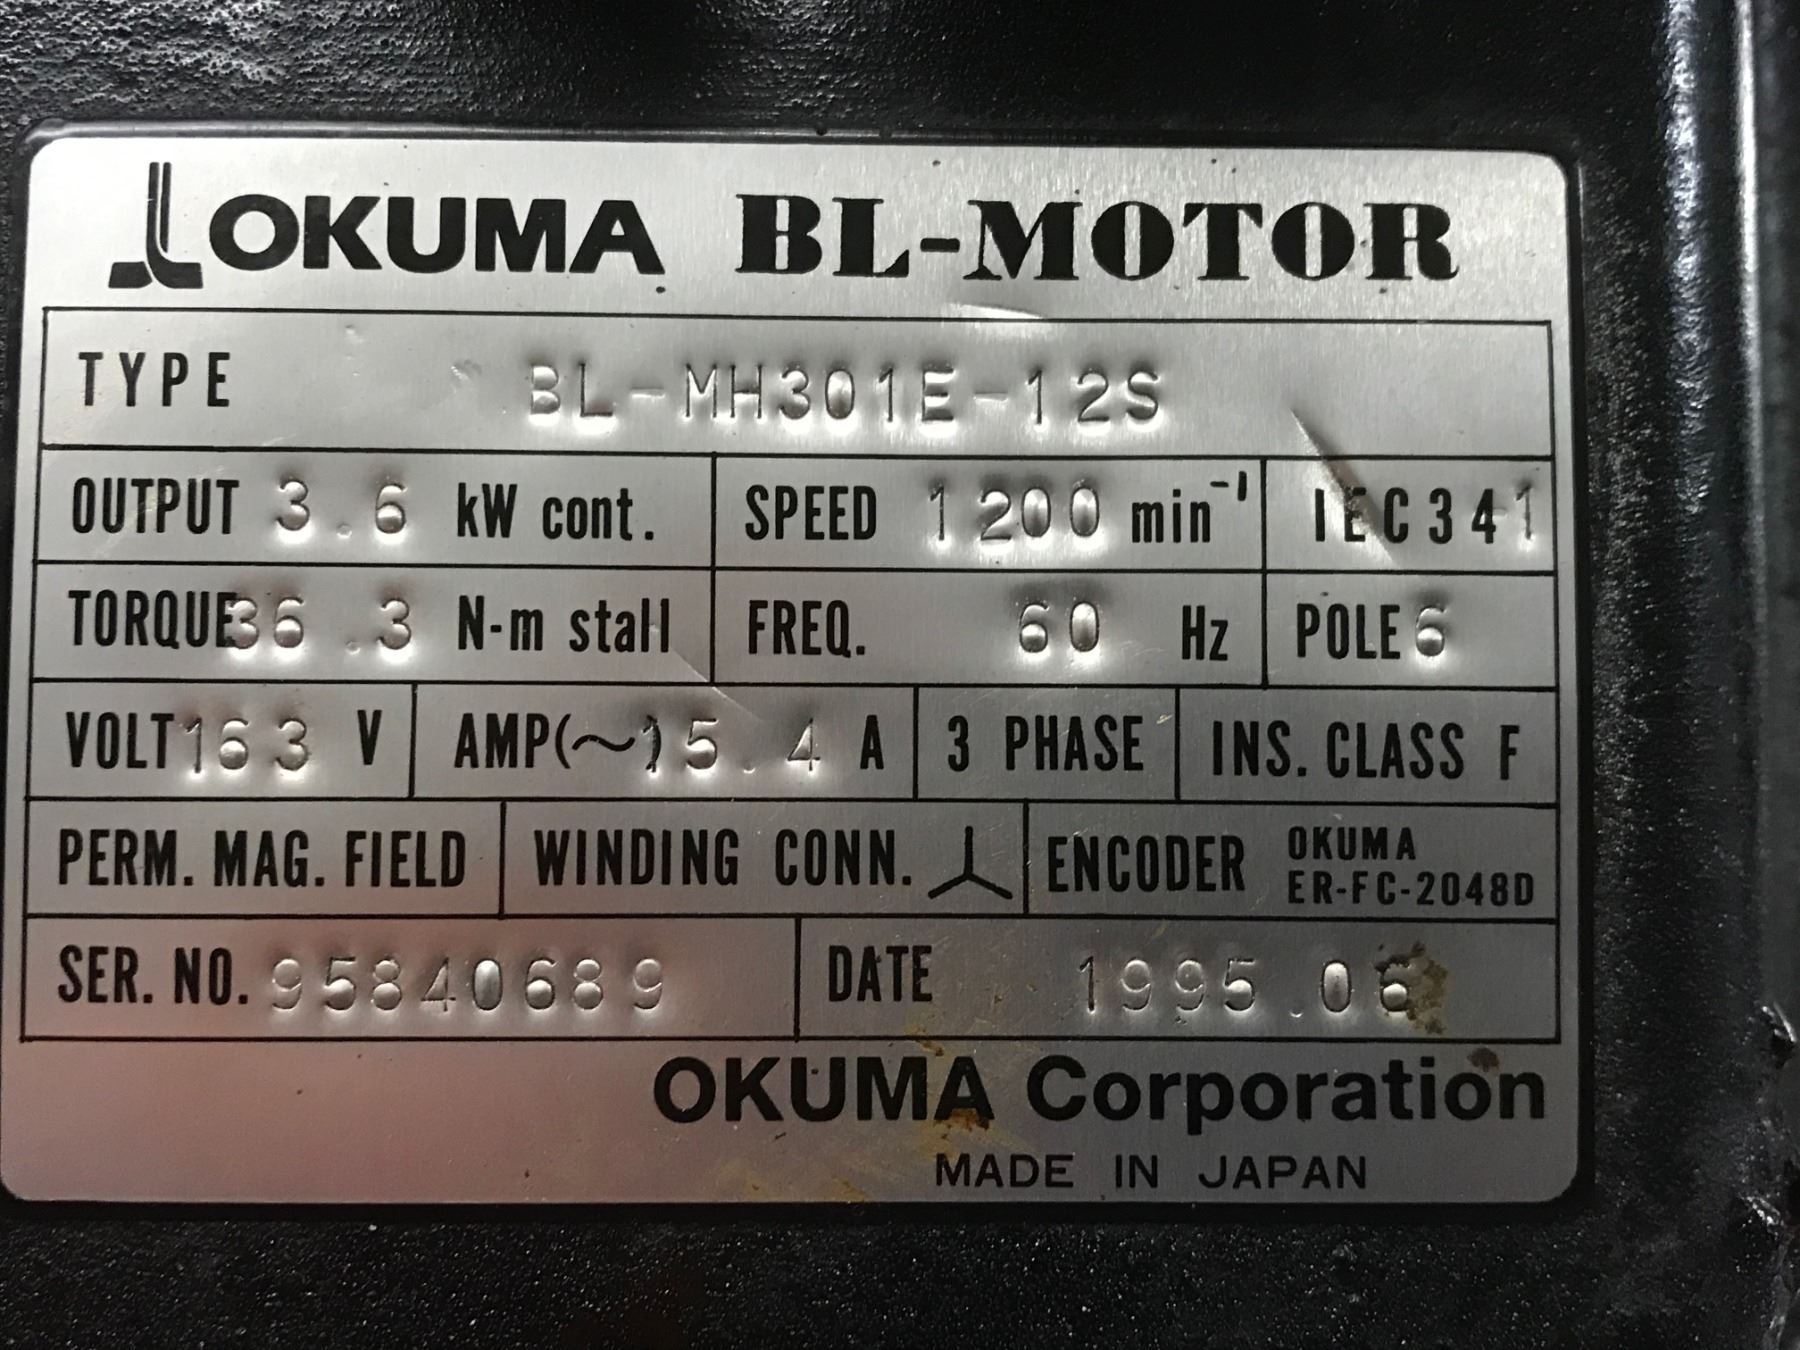 OKUMA BL-MOTOR
TYPE BL-MH301E-12S
OUTPUT 3.6 kW cont. SPEED 1200 min⁻¹ IEC341
TORQUE 36.3 N-m stall FREQ. 60 Hz POLE 6
VOLT 163 V AMP(~) 15.4 A 3 PHASE INS. CLASS F
PERM. MAG. FIELD WINDING CONN. ENCODER OKUMA
ER-FC-2048D
SER. NO. 95840689 DATE 1995.06
OKUMA Corporation
MADE IN JAPAN